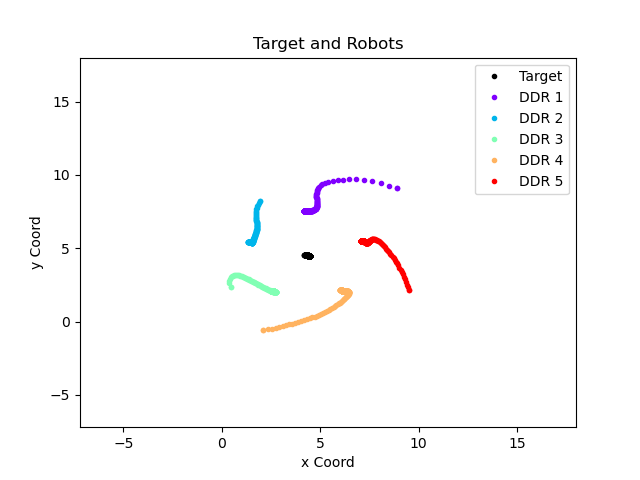 Target and Robots
Target
DDR 1
DDR 2
DDR 3
DDR 4
DDR 5
15
10
5
0
−5
y Coord
−5
0
5
10
15
x Coord